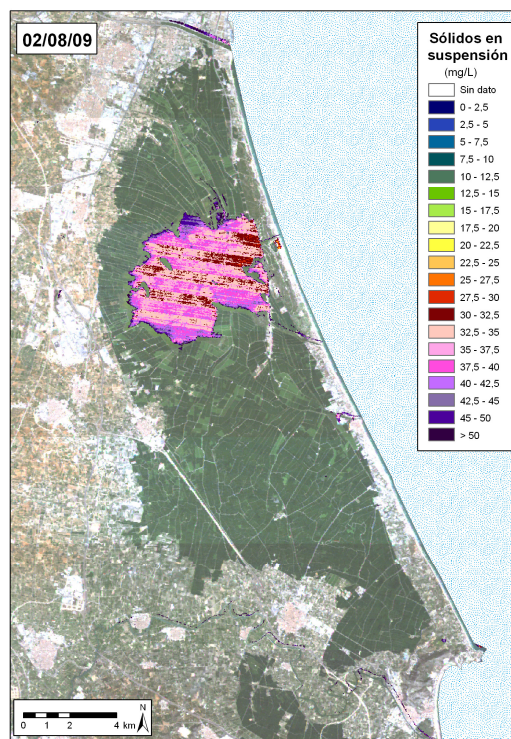 02/08/09
Sólidos en
suspensión
(mg/L)
Sin dato
0 - 2,5
2,5 - 5
5 - 7,5
7,5 - 10
10 - 12,5
12,5 - 15
15 - 17,5
17,5 - 20
20 - 22,5
22,5 - 25
25 - 27,5
27,5 - 30
30 - 32,5
32,5 - 35
35 - 37,5
37,5 - 40
40 - 42,5
42,5 - 45
45 - 50
> 50
N
0 1 2 4 km